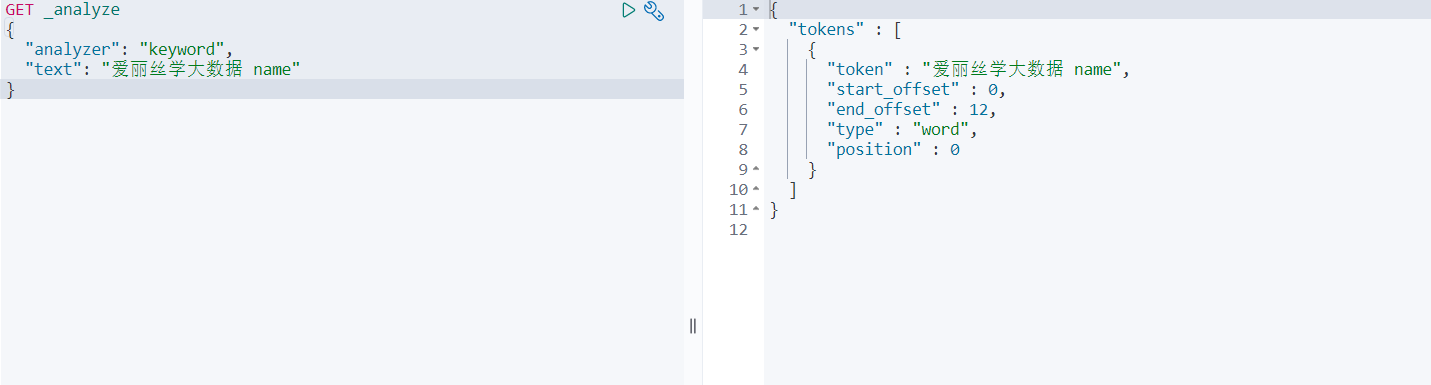 GET _analyze
{
  "analyzer": "keyword",
  "text": "爱丽丝学大数据 name"
}
1 {
2   "tokens" : [
3     {
4       "token" : "爱丽丝学大数据 name",
5       "start_offset" : 0,
6       "end_offset" : 12,
7       "type" : "word",
8       "position" : 0
9     }
10   ]
11 }
12